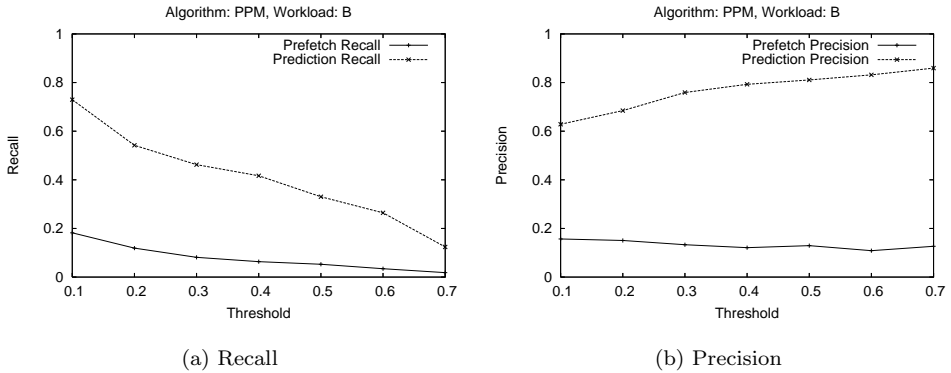 Algorithm: PPM, Workload: B
1
0.8
0.6
0.4
0.2
0
Recall
Prefetch Recall
Prediction Recall
0.1 0.2 0.3 0.4 0.5 0.6 0.7
Threshold
(a) Recall
Algorithm: PPM, Workload: B
1
0.8
0.6
0.4
0.2
0
Precision
Prefetch Precision
Prediction Precision
0.1 0.2 0.3 0.4 0.5 0.6 0.7
Threshold
(b) Precision